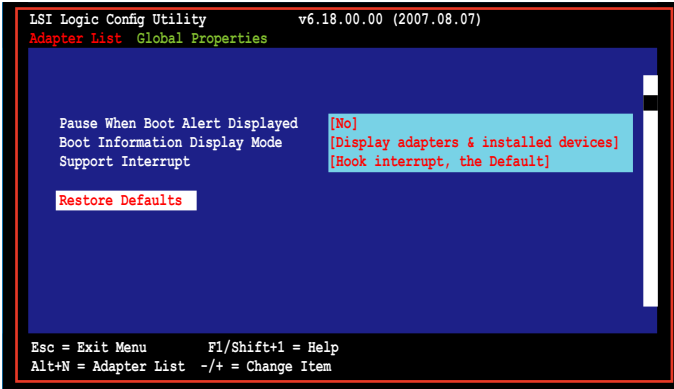 LSI Logic Config Utility v6.18.00.00 (2007.08.07)
Adapter List Global Properties
Pause When Boot Alert Displayed [No]
Boot Information Display Mode [Display adapters & installed devices]
Support Interrupt [Hook interrupt, the Default]
Restore Defaults
Esc = Exit Menu F1/Shift+1 = Help
Alt+N = Adapter List -/+ = Change Item